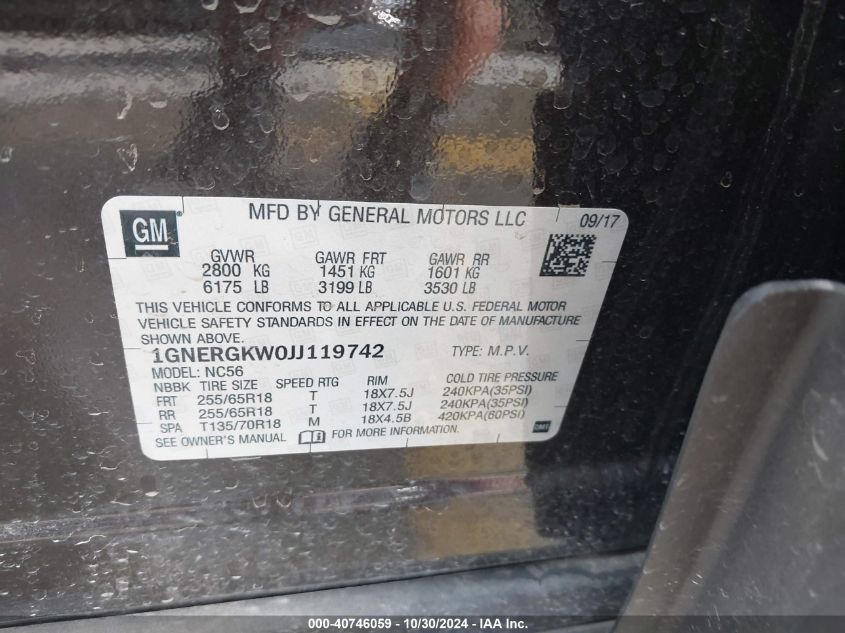 GM
MFD BY GENERAL MOTORS LLC 09/17
GVWR GAWR FRT GAWR RR
2800 KG 1451 KG 1601 KG
6175 LB 3199 LB 3530 LB
THIS VEHICLE CONFORMS TO ALL APPLICABLE U.S. FEDERAL MOTOR
VEHICLE SAFETY STANDARDS IN EFFECT ON THE DATE OF MANUFACTURE
SHOWN ABOVE.
1GNERGKW0JJ119742 TYPE: M.P.V.
MODEL: NC56
NBBK TIRE SIZE SPEED RTG RIM COLD TIRE PRESSURE
FRT 255/65R18 T 18X7.5J 240KPA(35PSI)
RR 255/65R18 T 18X7.5J 240KPA(35PSI)
SPA T135/70R18 M 18X4.5B 420KPA(60PSI)
SEE OWNER'S MANUAL FOR MORE INFORMATION.
000-40746059 - 10/30/2024 - IAA Inc.